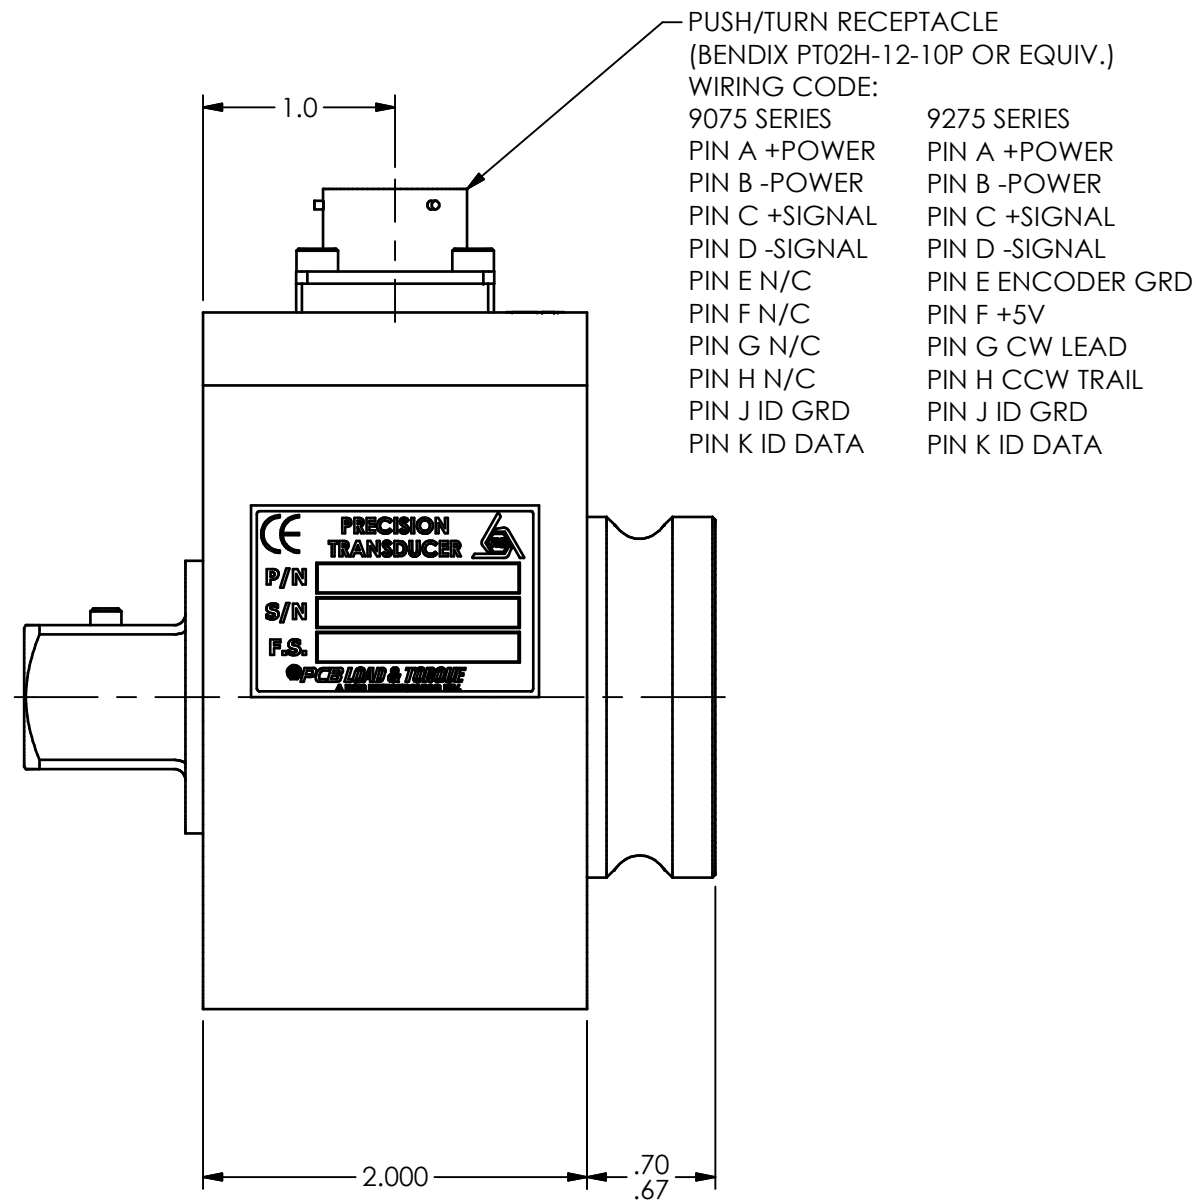 PUSH/TURN RECEPTACLE
(BENDIX PT02H-12-10P OR EQUIV.)
WIRING CODE:
9075 SERIES
PIN A +POWER
PIN B -POWER
PIN C +SIGNAL
PIN D -SIGNAL
PIN E N/C
PIN F N/C
PIN G N/C
PIN H N/C
PIN J ID GRD
PIN K ID DATA
9275 SERIES
PIN A +POWER
PIN B -POWER
PIN C +SIGNAL
PIN D -SIGNAL
PIN E ENCODER GRD
PIN F +5V
PIN G CW LEAD
PIN H CCW TRAIL
PIN J ID GRD
PIN K ID DATA
1.0
CE
PRECISION
TRANSDUCER
P/N
S/N
F.S.
PCB LOAD & TORQUE
2.000
.70
.67